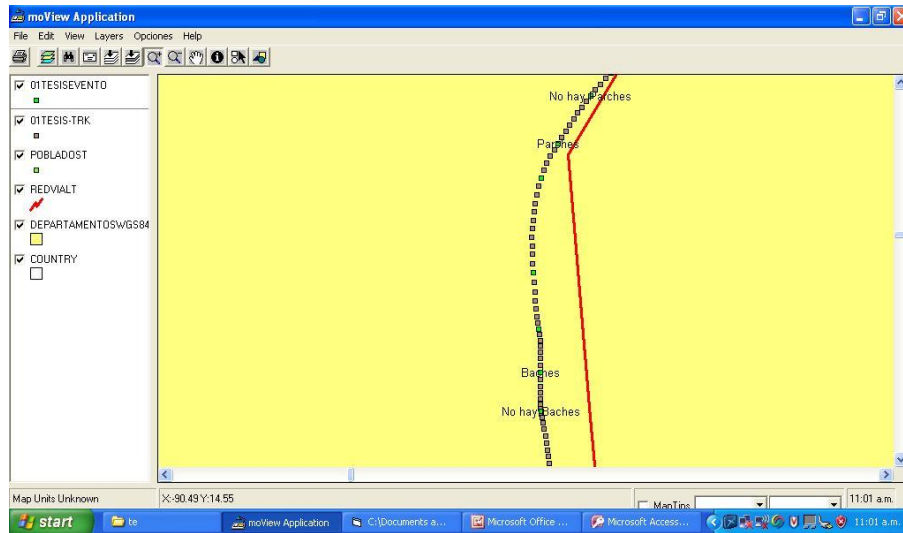 moView Application
File Edit View Layers Opciones Help
01TESISEVENTO
01TESIS-TRK
POBLADOST
REDVIALT
DEPARTAMENTOSWGS84
COUNTRY
No hay Parches
Parches
Baches
No hay Baches
Map Units Unknown X:-90.49 Y:14.55 MapTips 11:01 a.m.
start te moView Application C:\Documents a... Microsoft Office ... Microsoft Access... 11:01 a.m.